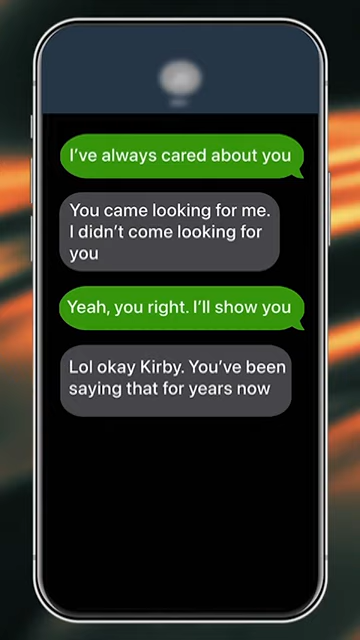 I've always cared about you
You came looking for me.
I didn't come looking for
you
Yeah, you right. I'll show you
Lol okay Kirby. You've been
saying that for years now